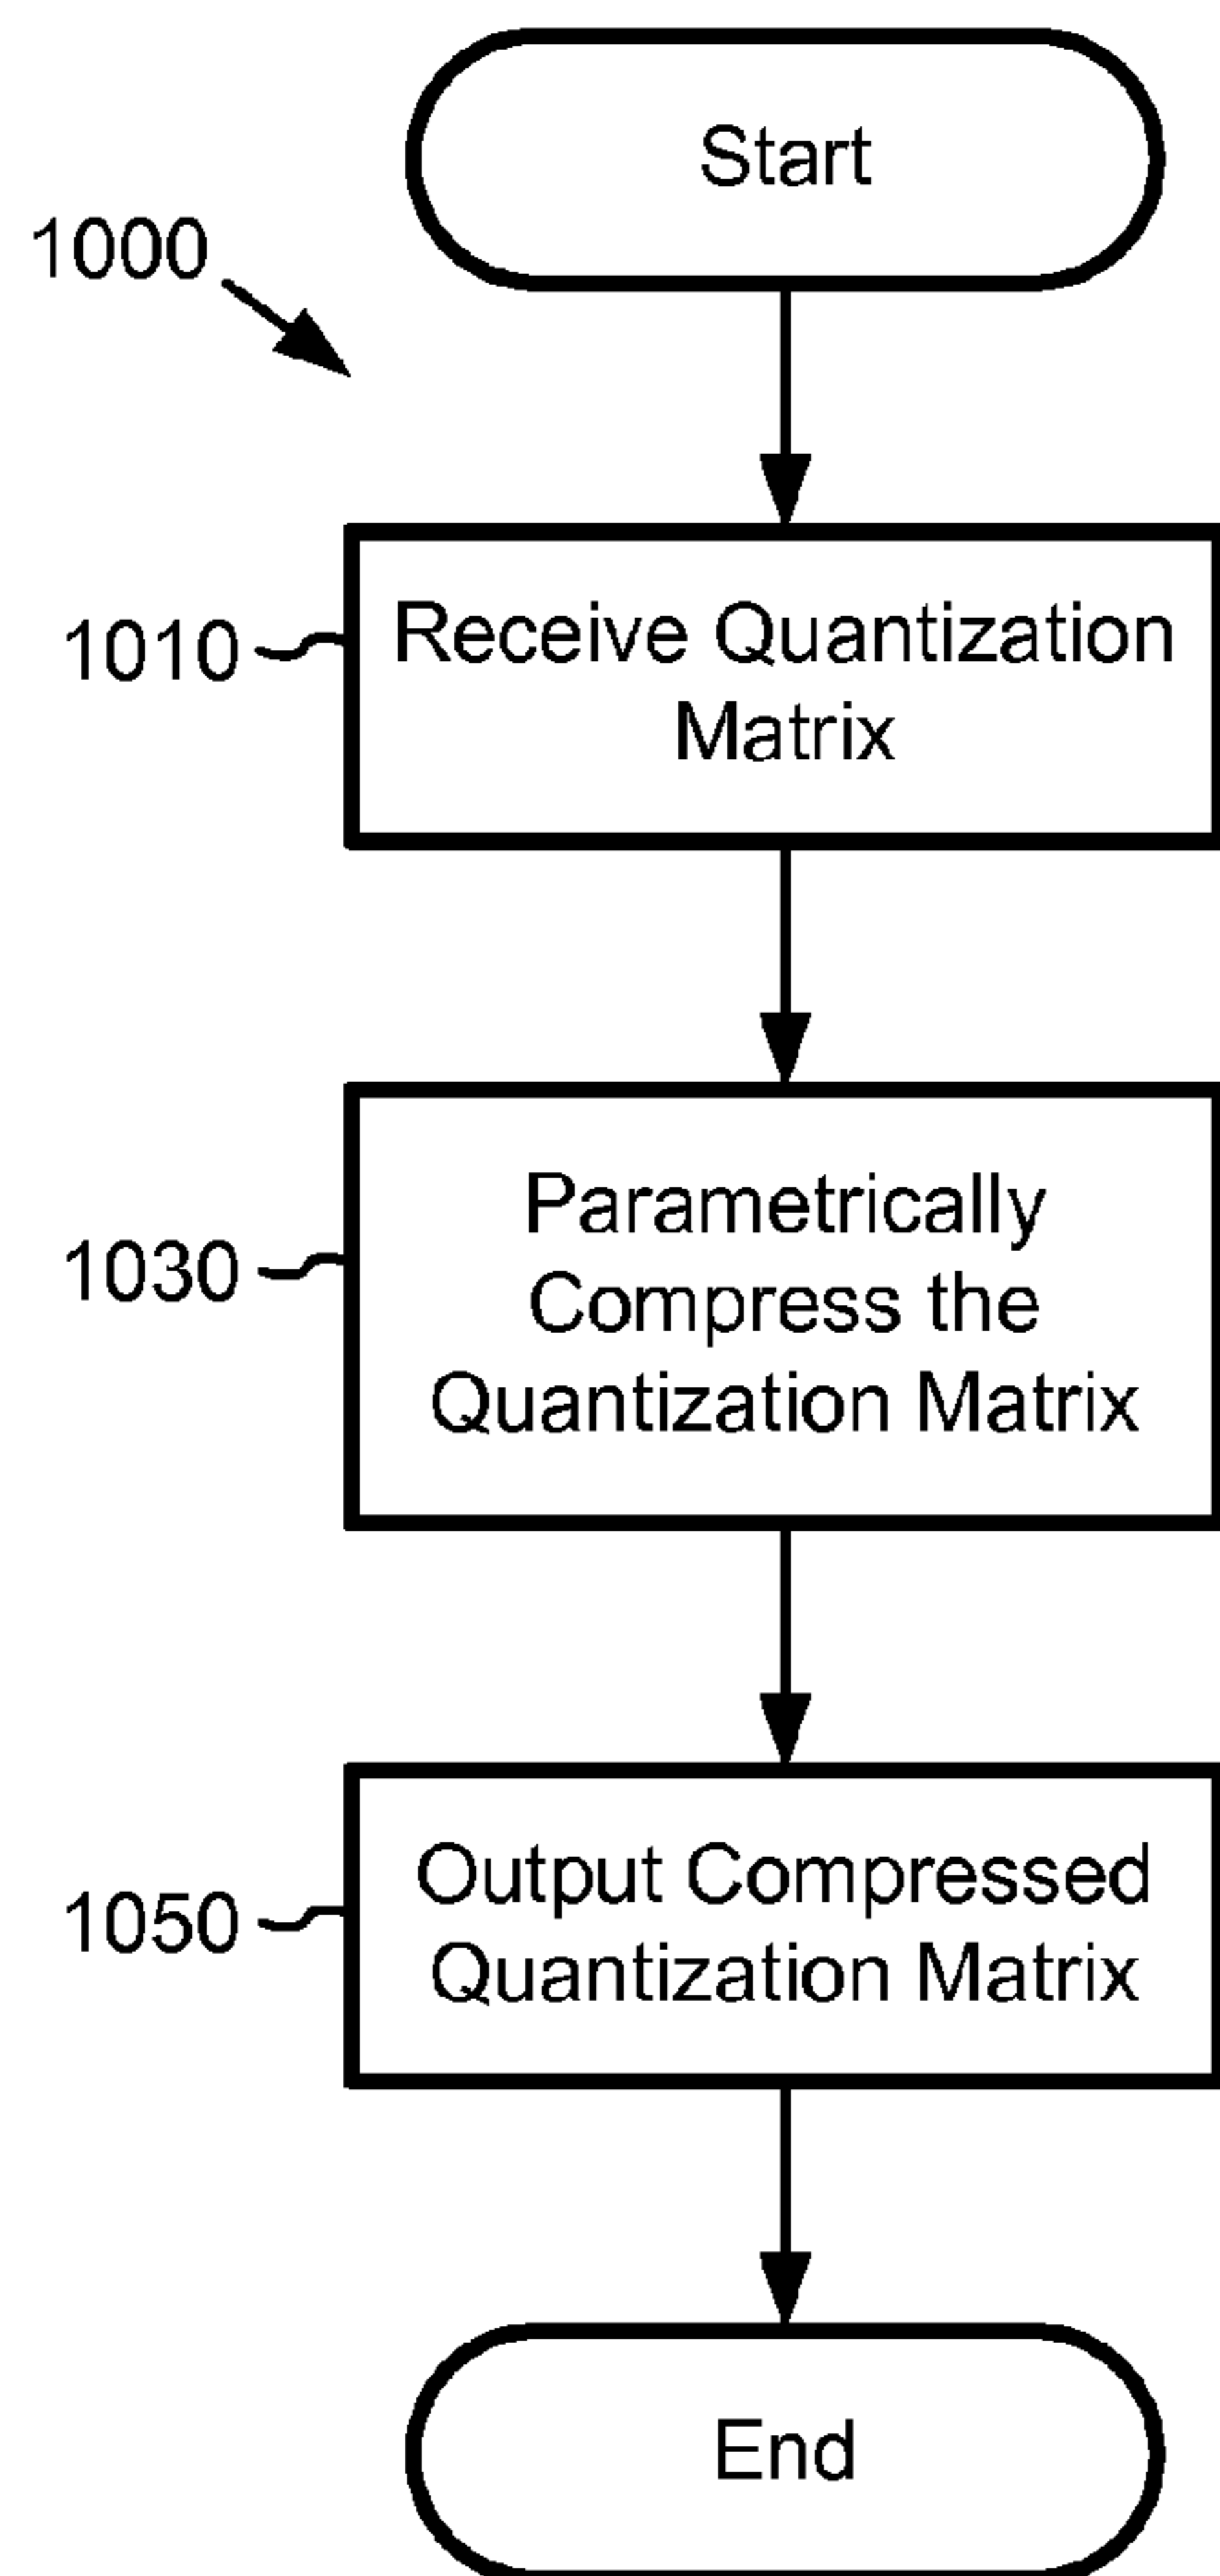 Start
1000
1010
Receive Quantization
Matrix
1030
Parametrically
Compress the
Quantization Matrix
1050
Output Compressed
Quantization Matrix
End